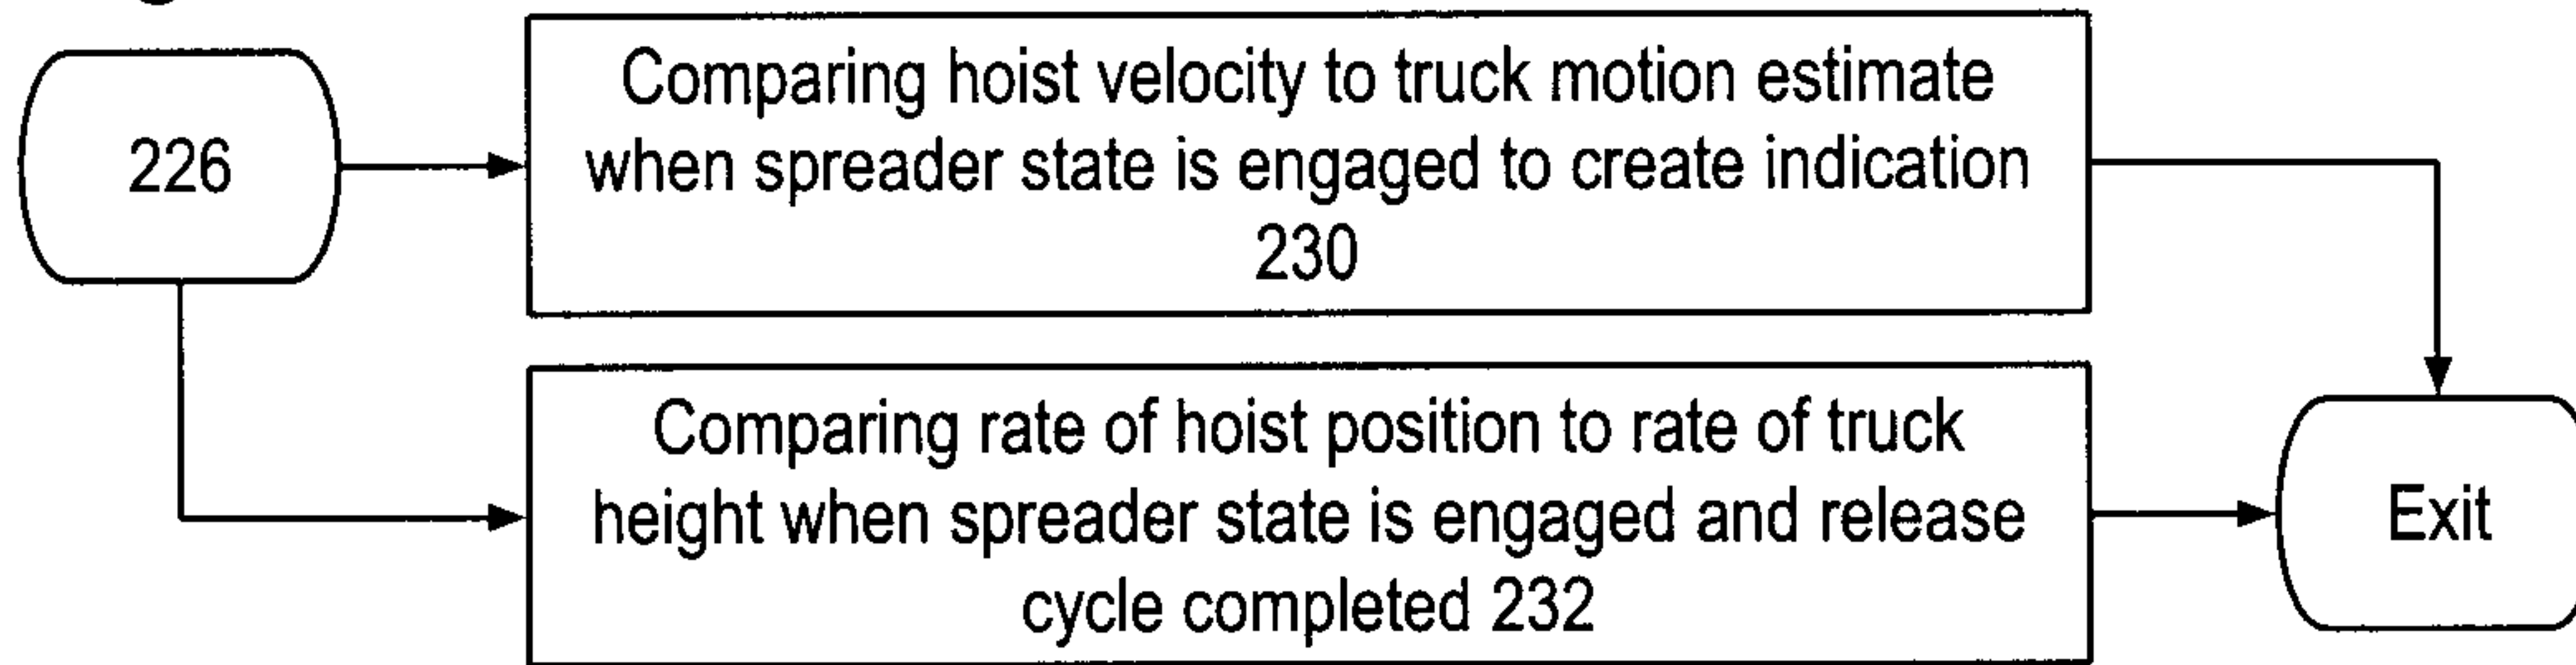 226
Comparing hoist velocity to truck motion estimate
when spreader state is engaged to create indication
230
Comparing rate of hoist position to rate of truck
height when spreader state is engaged and release
cycle completed 232
Exit